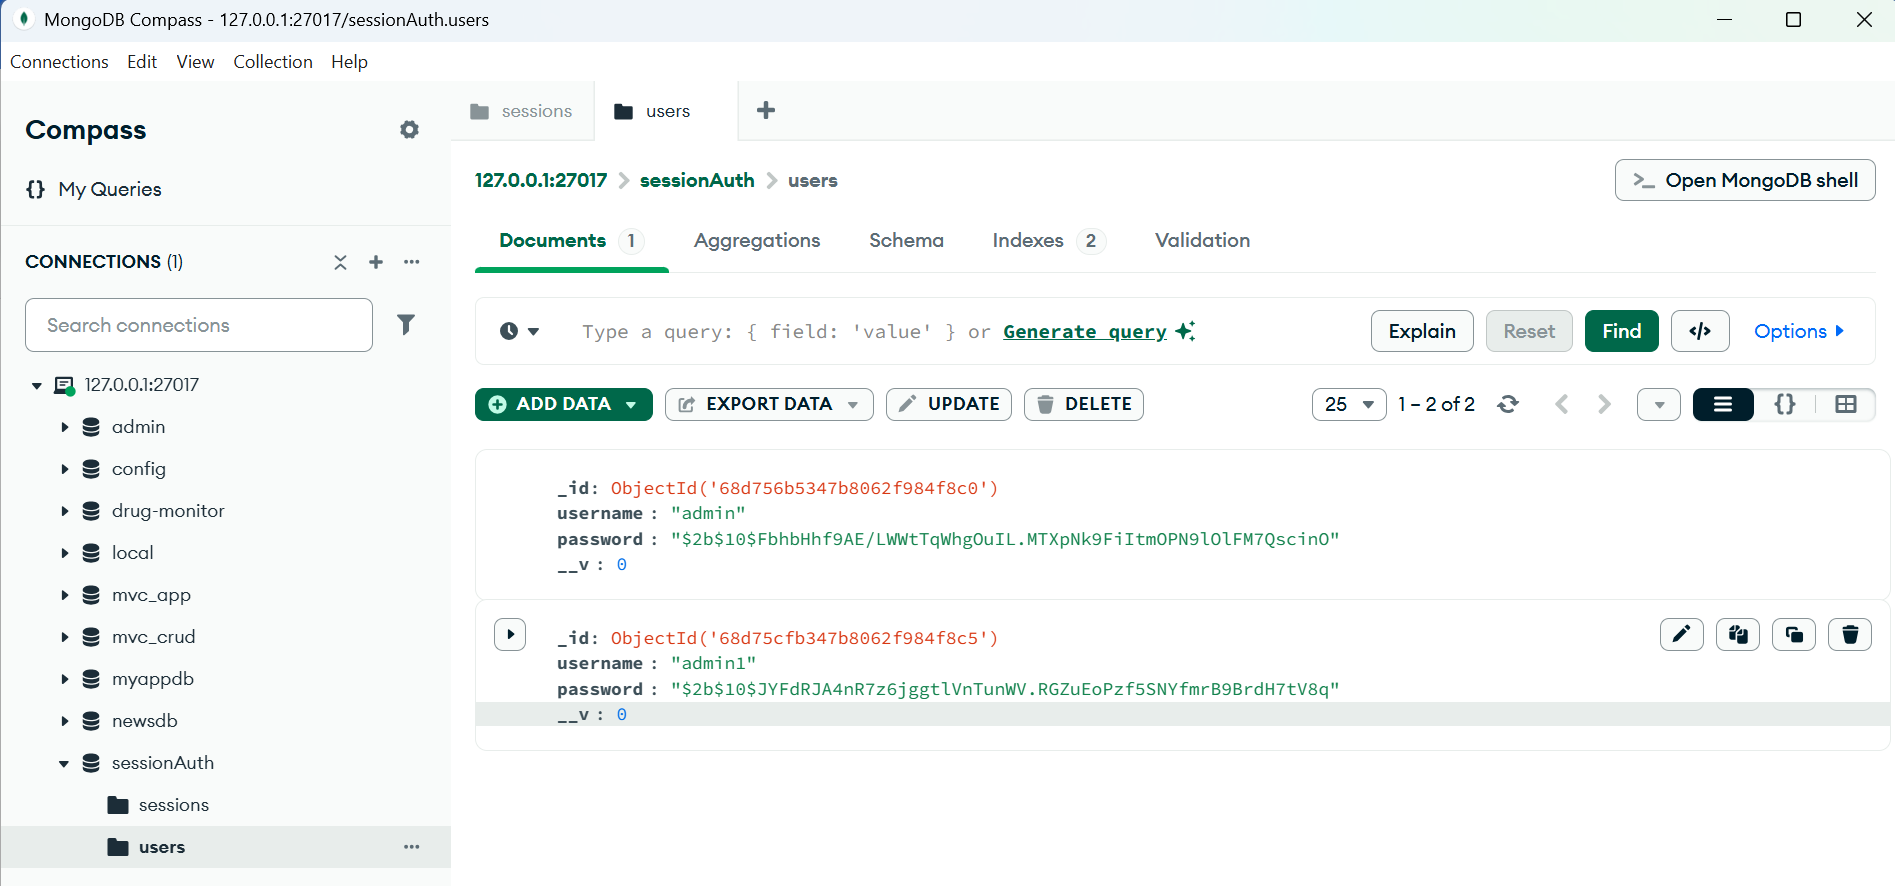 MongoDB Compass - 127.0.0.1:27017/sessionAuth.users
Connections Edit View Collection Help
Compass
My Queries
CONNECTIONS (1)
Search connections
127.0.0.1:27017
admin
config
drug-monitor
local
mvc_app
mvc_crud
myappdb
newsdb
sessionAuth
sessions
users
sessions users
127.0.0.1:27017 > sessionAuth > users
>_ Open MongoDB shell
Documents 1 Aggregations Schema Indexes 2 Validation
Type a query: { field: 'value' } or Generate query
Explain Reset Find </> Options
ADD DATA EXPORT DATA UPDATE DELETE
25 1 – 2 of 2 {}
_id: ObjectId('68d756b5347b8062f984f8c0')
username : "admin"
password : "$2b$10$FbhbHhf9AE/LWWtTqWhgOuIL.MTXpNk9FiItmOPN9lOlFM7QscinO"
__v : 0
_id: ObjectId('68d75cfb347b8062f984f8c5')
username : "admin1"
password : "$2b$10$JYFdRJA4nR7z6jggtlVnTunWV.RGZuEoPzf5SNYfmrB9BrdH7tV8q"
__v : 0